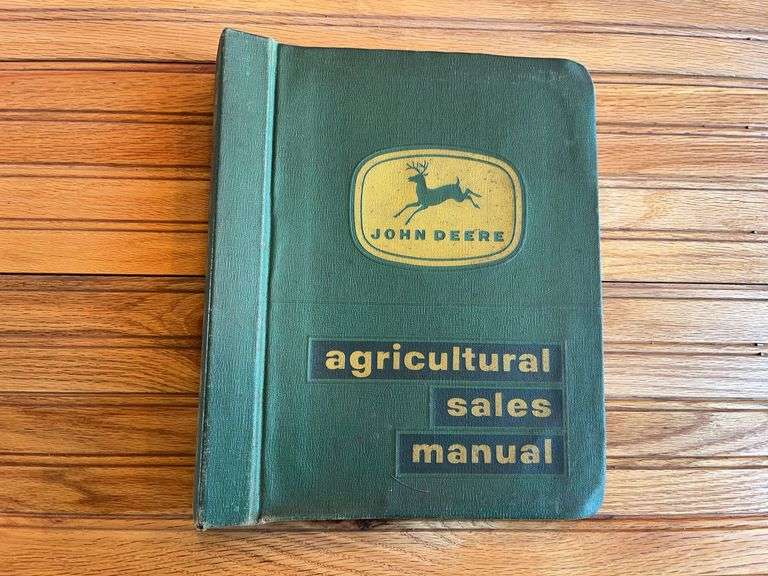 JOHN DEERE
agricultural
sales
manual